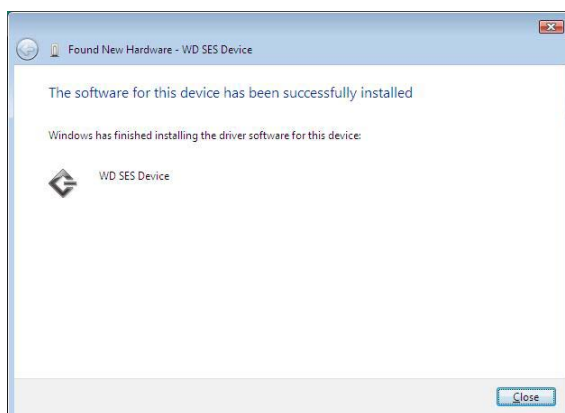 Found New Hardware - WD SES Device
The software for this device has been successfully installed
Windows has finished installing the driver software for this device:
WD SES Device
Close